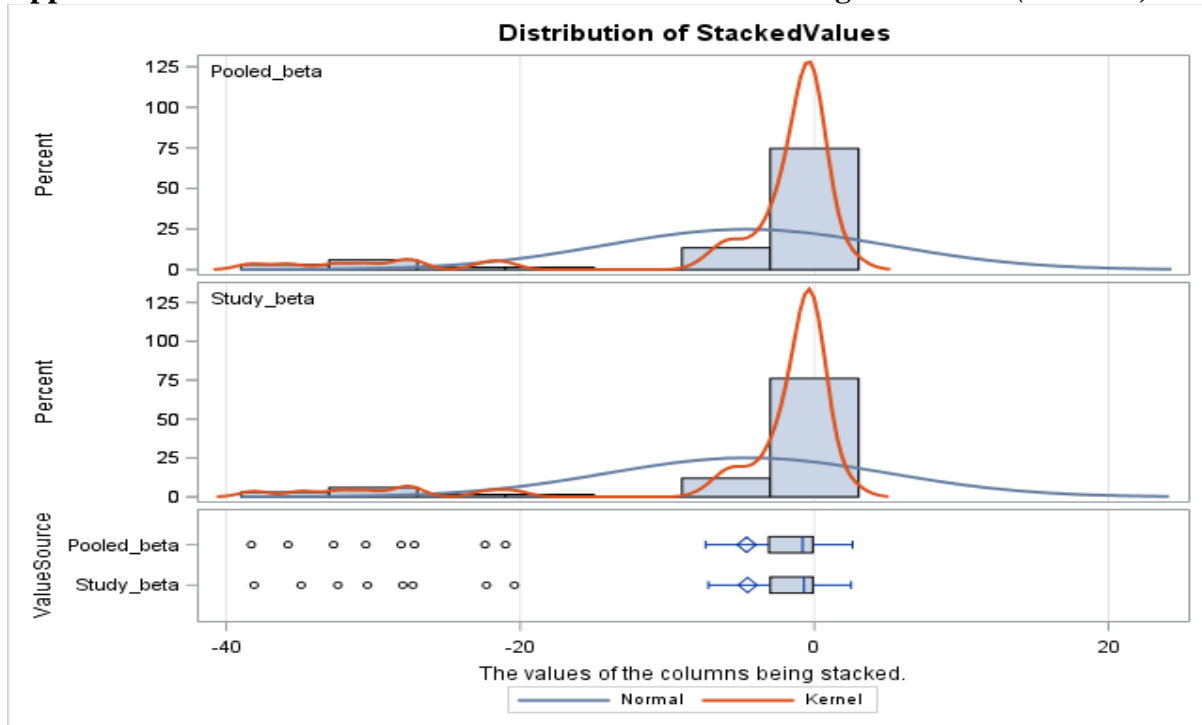 Distribution of StackedValues
125
100
75
50
25
0
Percent
Pooled_beta
125
100
75
50
25
0
Percent
Study_beta
ValueSource
Pooled_beta
Study_beta
-40 -20 0 20
The values of the columns being stacked.
Normal Kernel